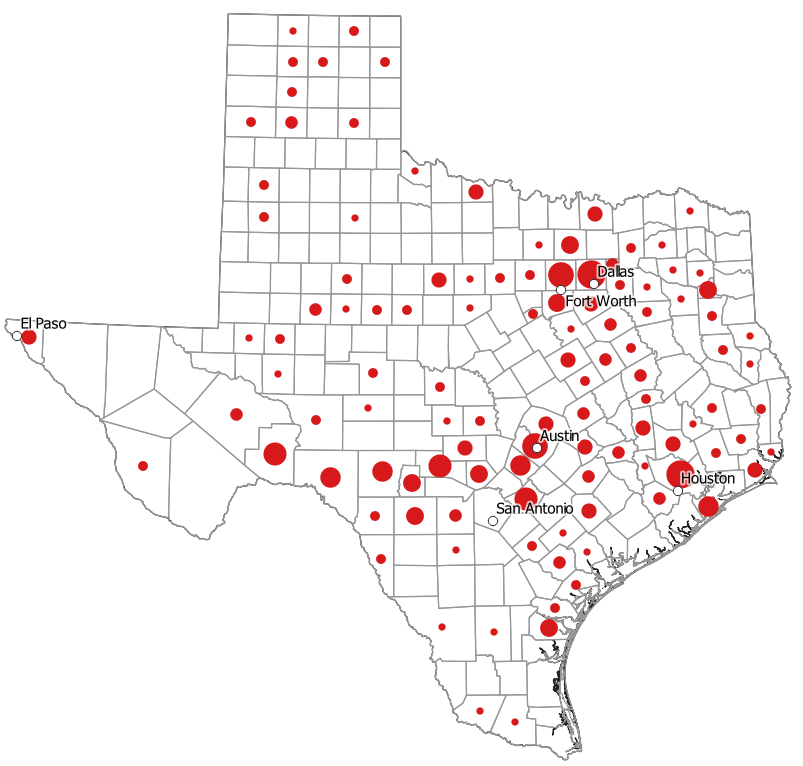 Dallas
Fort Worth
El Paso
Austin
Houston
San Antonio